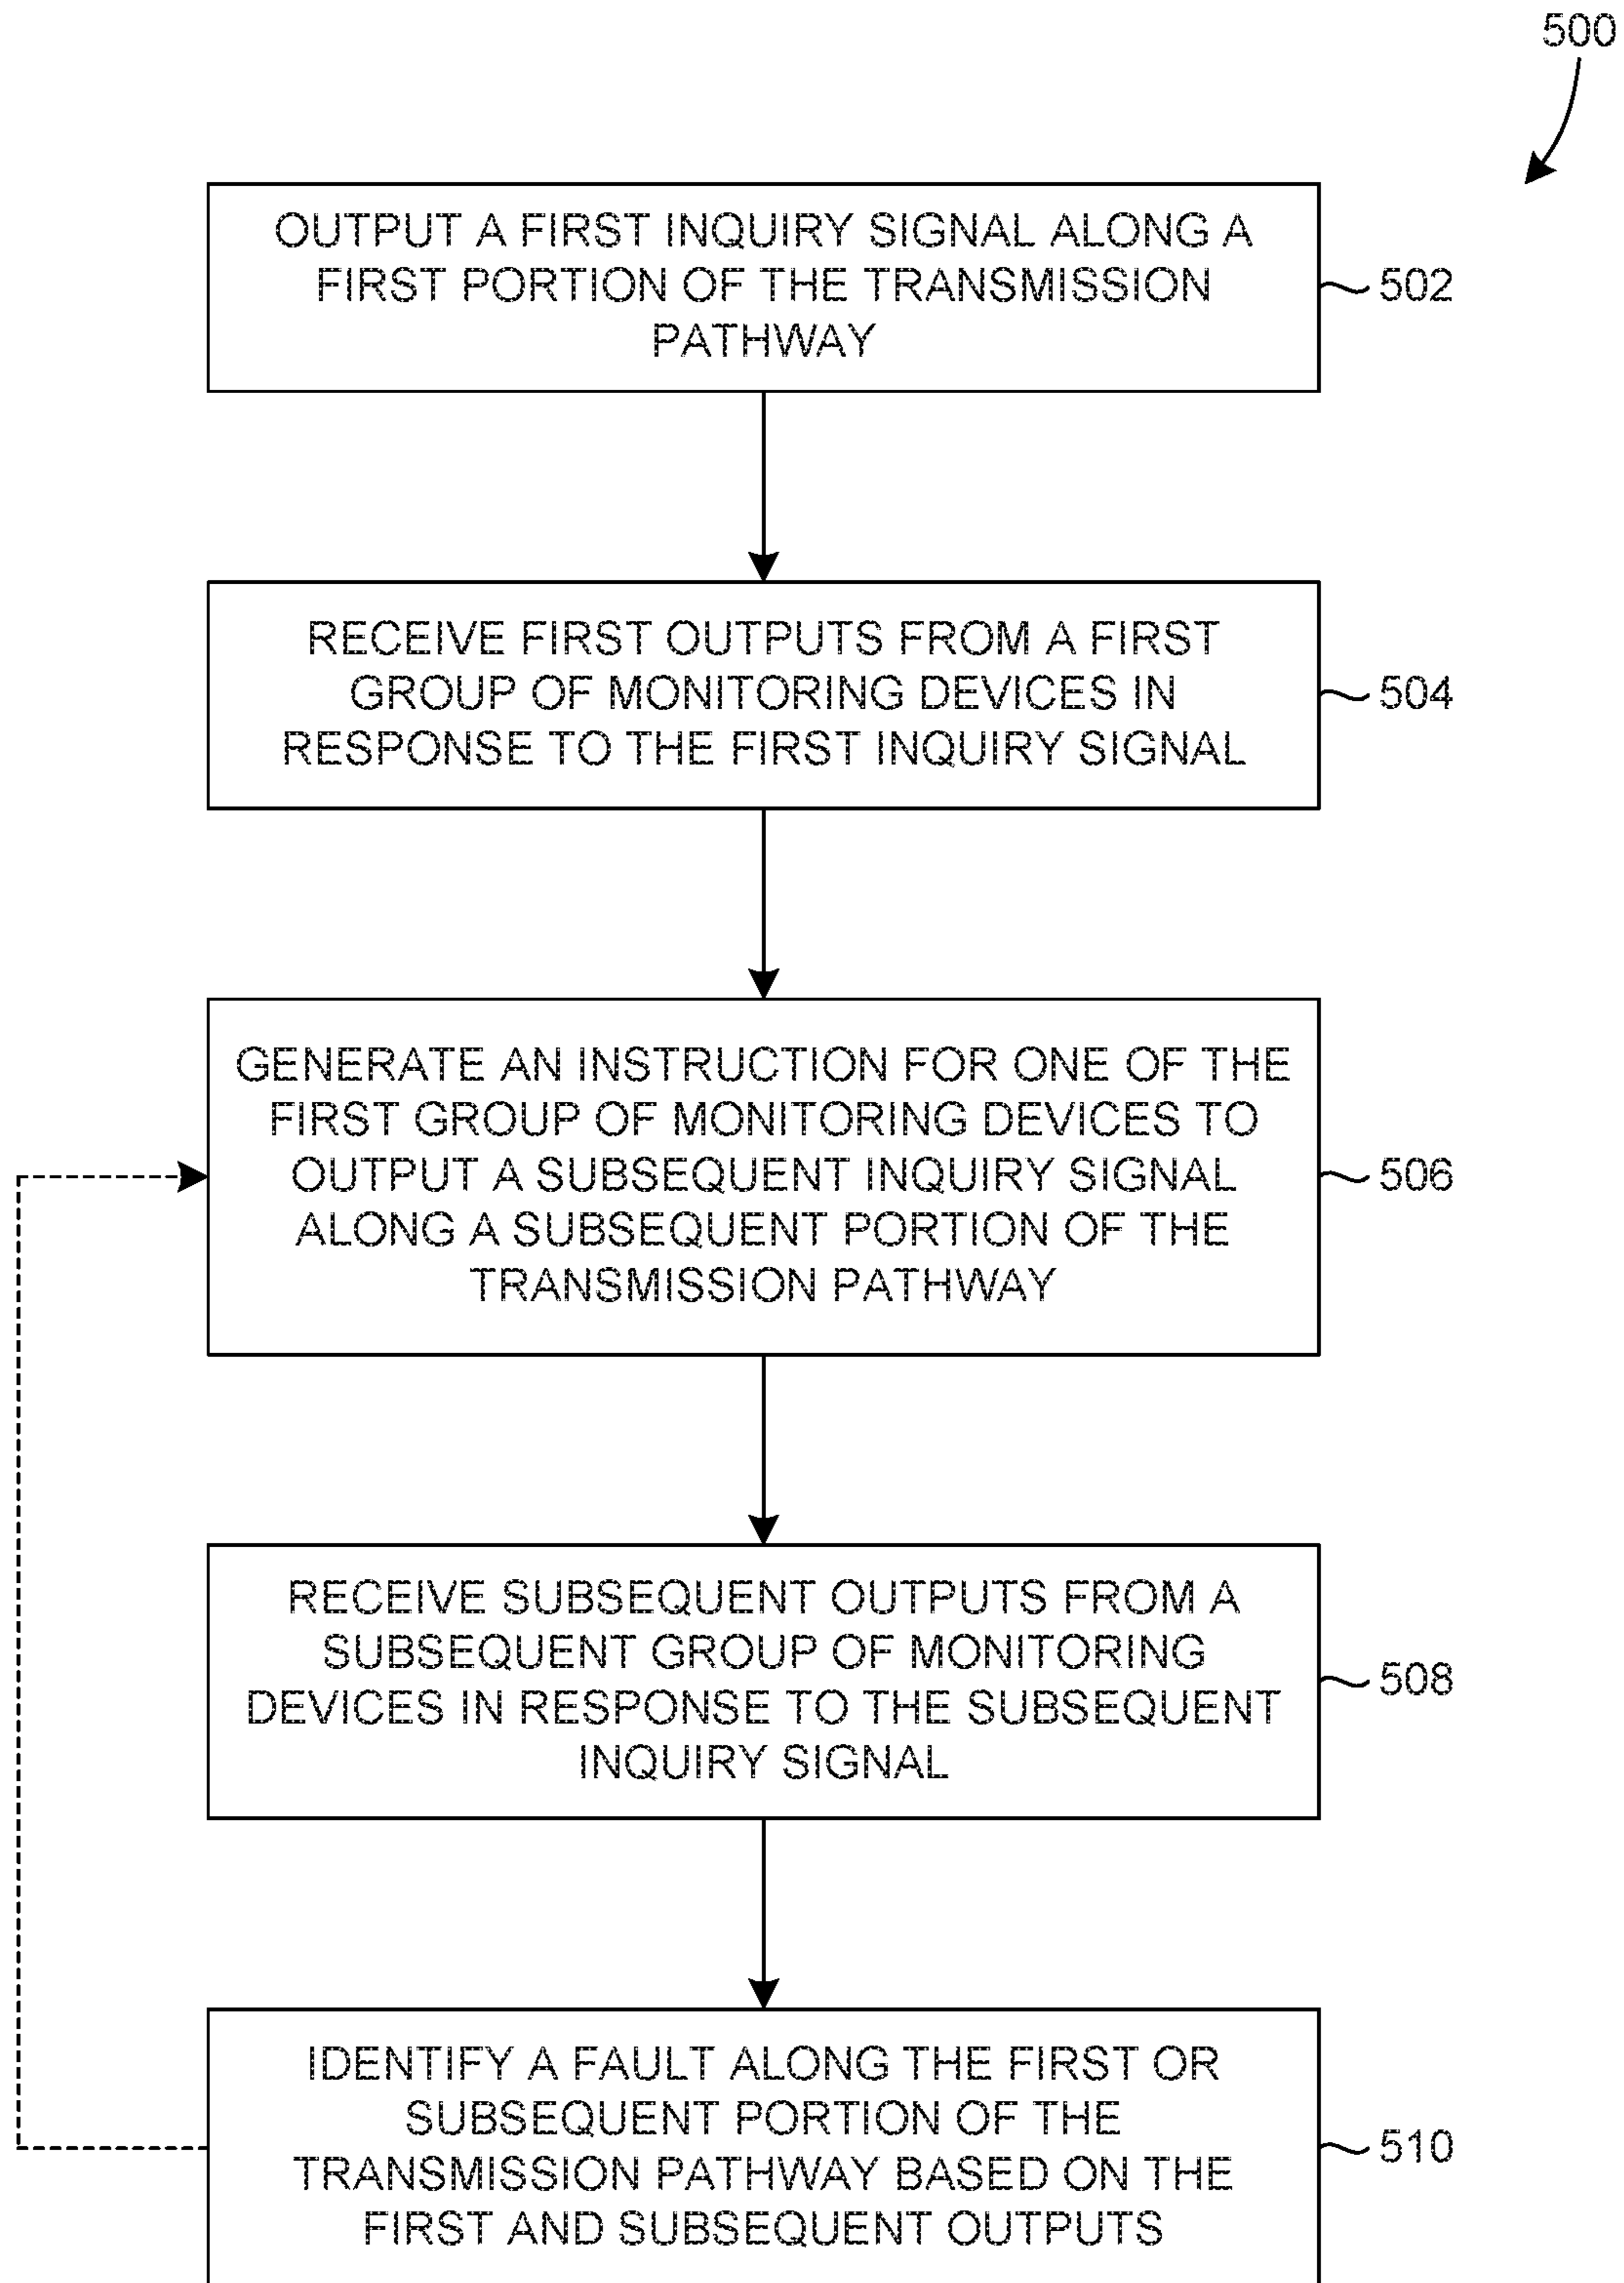 500
OUTPUT A FIRST INQUIRY SIGNAL ALONG A
FIRST PORTION OF THE TRANSMISSION
PATHWAY
502
RECEIVE FIRST OUTPUTS FROM A FIRST
GROUP OF MONITORING DEVICES IN
RESPONSE TO THE FIRST INQUIRY SIGNAL
504
GENERATE AN INSTRUCTION FOR ONE OF THE
FIRST GROUP OF MONITORING DEVICES TO
OUTPUT A SUBSEQUENT INQUIRY SIGNAL
ALONG A SUBSEQUENT PORTION OF THE
TRANSMISSION PATHWAY
506
RECEIVE SUBSEQUENT OUTPUTS FROM A
SUBSEQUENT GROUP OF MONITORING
DEVICES IN RESPONSE TO THE SUBSEQUENT
INQUIRY SIGNAL
508
IDENTIFY A FAULT ALONG THE FIRST OR
SUBSEQUENT PORTION OF THE
TRANSMISSION PATHWAY BASED ON THE
FIRST AND SUBSEQUENT OUTPUTS
510